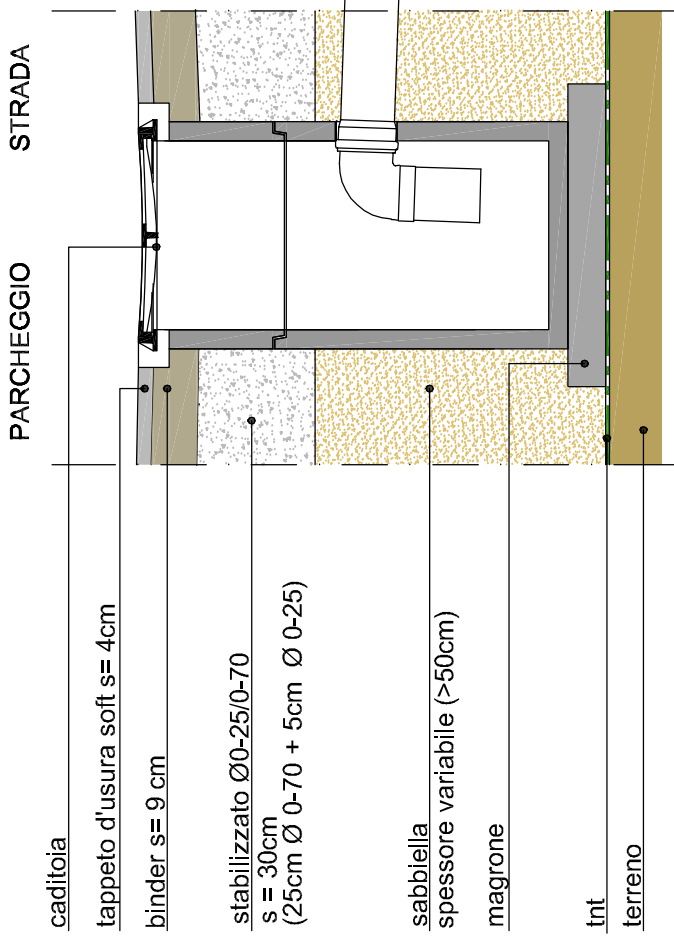 PARCHEGGIO
STRADA
caditoia
tappeto d'usura soft s= 4cm
binder s= 9 cm
stabilizzato Ø0-25/0-70
s = 30cm
(25cm Ø 0-70 + 5cm Ø 0-25)
sabbiella
spessore variabile (>50cm)
magrone
tnt
terreno